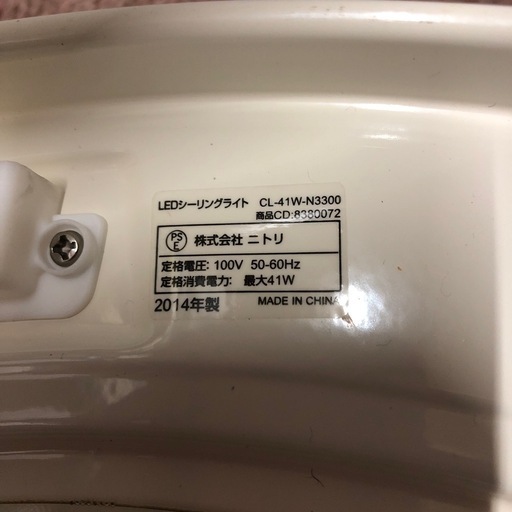 LEDシーリングライト CL-41W-N3300
商品CD:8380072
PSE 株式会社 ニトリ
定格電圧: 100V 50-60Hz
定格消費電力: 最大41W
2014年製 MADE IN CHINA